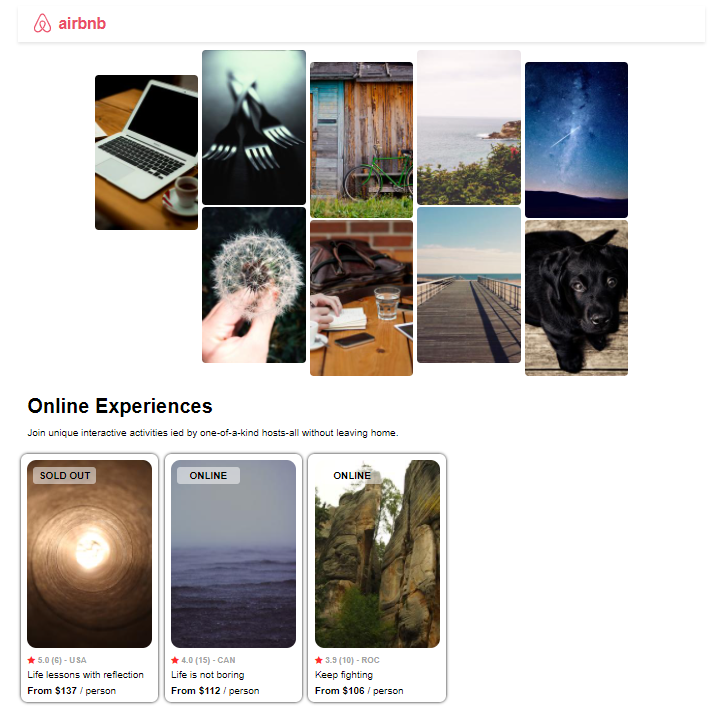 airbnb
Online Experiences
Join unique interactive activities ied by one-of-a-kind hosts-all without leaving home.
SOLD OUT
5.0 (6) - USA
Life lessons with reflection
From $137 / person
ONLINE
4.0 (15) - CAN
Life is not boring
From $112 / person
ONLINE
3.9 (10) - ROC
Keep fighting
From $106 / person